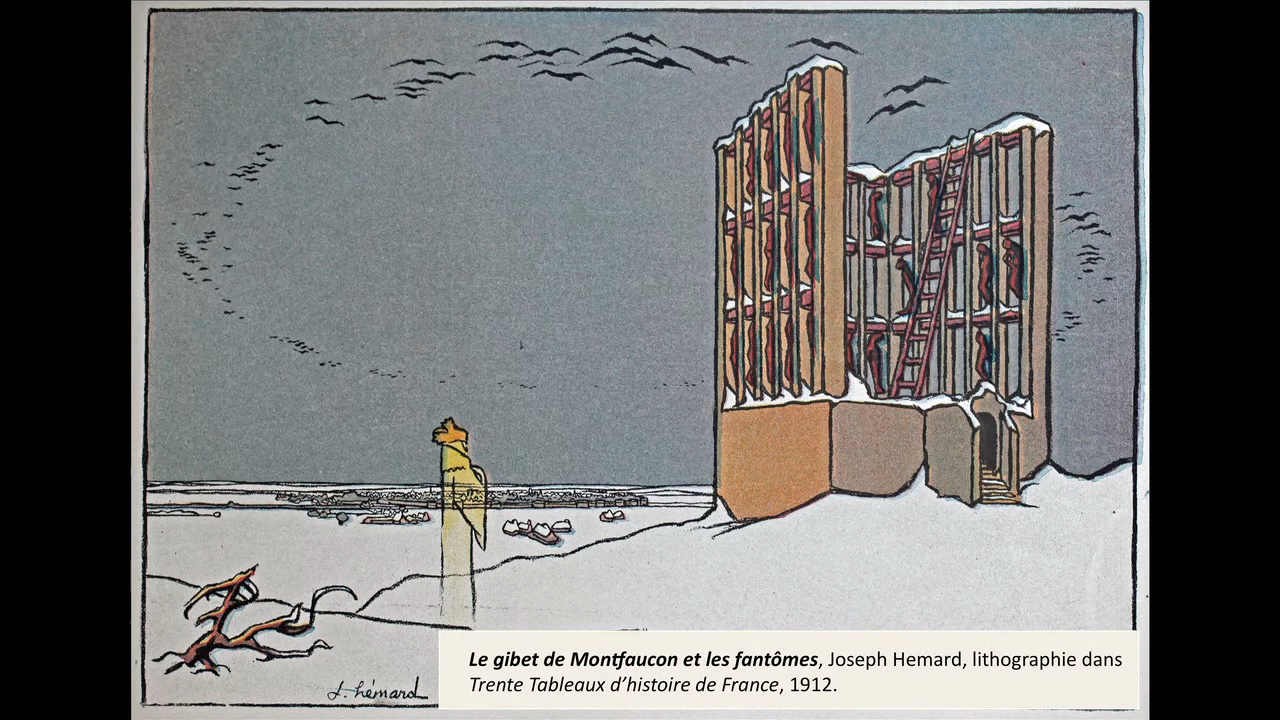 J. hémard
Le gibet de Montfaucon et les fantômes, Joseph Hemard, lithographie dans
Trente Tableaux d’histoire de France, 1912.